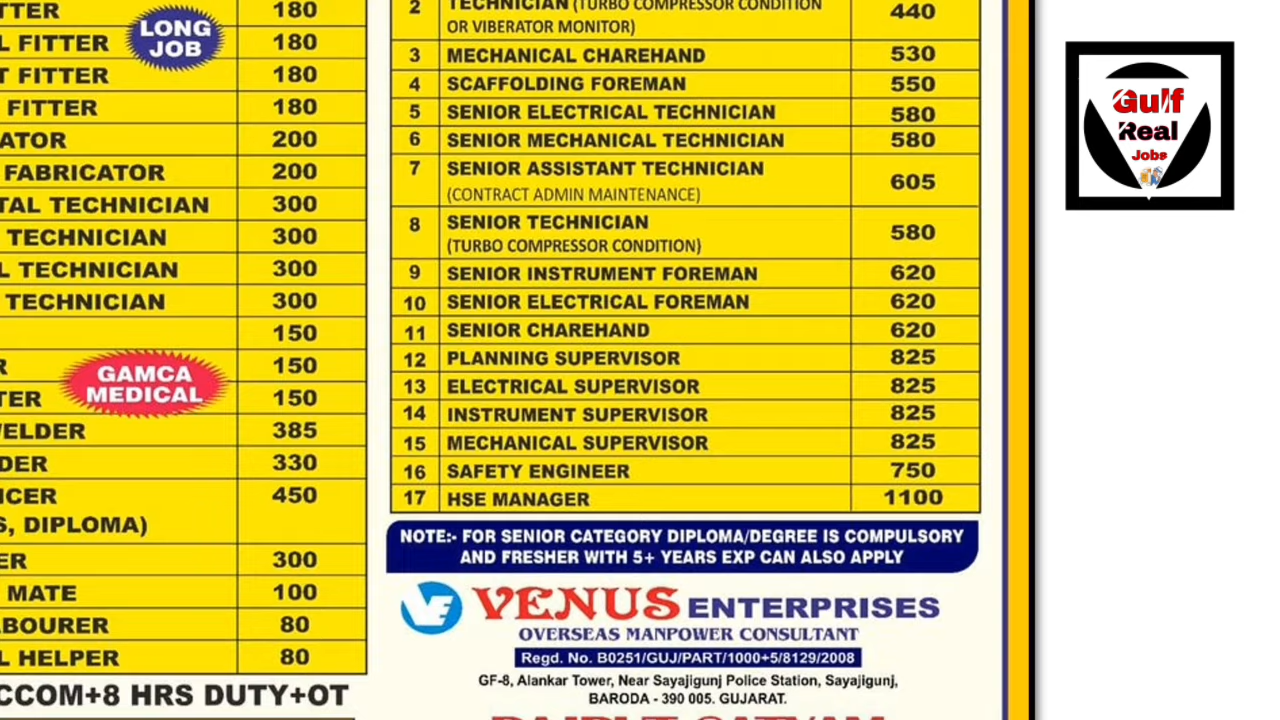 TTER 180
LONG
JOB
L FITTER 180
T FITTER 180
FITTER 180
ATOR 200
FABRICATOR 200
TAL TECHNICIAN 300
TECHNICIAN 300
L TECHNICIAN 300
TECHNICIAN 300
150
R 150
GAMCA
MEDICAL
TER 150
WELDER 385
DER 330
ICER 450
S, DIPLOMA)
ER 300
MATE 100
ABOURER 80
L HELPER 80
CCOM+8 HRS DUTY+OT
2 TECHNICIAN (TURBO COMPRESSOR CONDITION 440
OR VIBERATOR MONITOR)
3 MECHANICAL CHAREHAND 530
4 SCAFFOLDING FOREMAN 550
5 SENIOR ELECTRICAL TECHNICIAN 580
6 SENIOR MECHANICAL TECHNICIAN 580
7 SENIOR ASSISTANT TECHNICIAN 605
(CONTRACT ADMIN MAINTENANCE)
8 SENIOR TECHNICIAN 580
(TURBO COMPRESSOR CONDITION)
9 SENIOR INSTRUMENT FOREMAN 620
10 SENIOR ELECTRICAL FOREMAN 620
11 SENIOR CHAREHAND 620
12 PLANNING SUPERVISOR 825
13 ELECTRICAL SUPERVISOR 825
14 INSTRUMENT SUPERVISOR 825
15 MECHANICAL SUPERVISOR 825
16 SAFETY ENGINEER 750
17 HSE MANAGER 1100
NOTE:- FOR SENIOR CATEGORY DIPLOMA/DEGREE IS COMPULSORY
AND FRESHER WITH 5+ YEARS EXP CAN ALSO APPLY
VENUS ENTERPRISES
OVERSEAS MANPOWER CONSULTANT
Regd. No. B0251/GUJ/PART/1000+5/8129/2008
GF-8, Alankar Tower, Near Sayajigunj Police Station, Sayajigunj,
BARODA - 390 005. GUJARAT.
Gulf
Real
Jobs